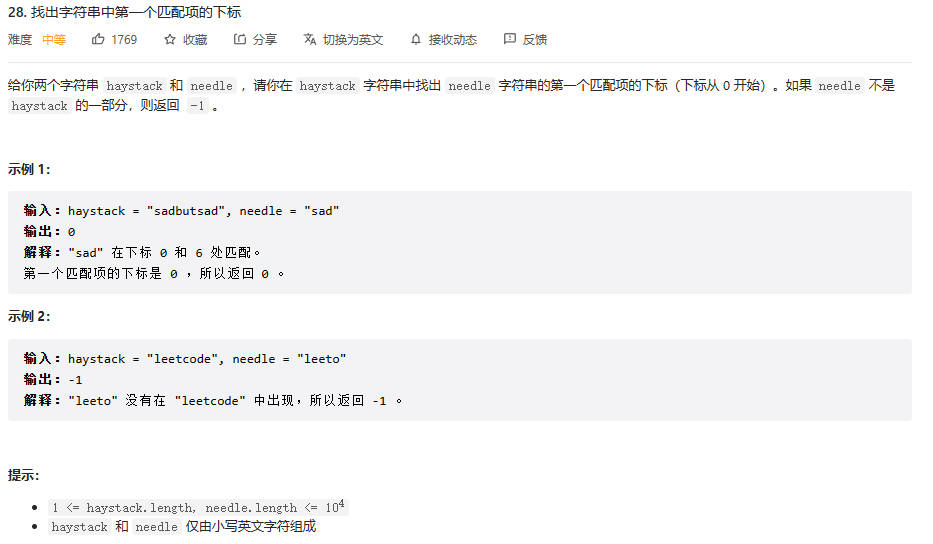 28. 找出字符串中第一个匹配项的下标
难度 中等 1769 收藏 分享 切换为英文 接收动态 反馈
给你两个字符串 haystack 和 needle ，请你在 haystack 字符串中找出 needle 字符串的第一个匹配项的下标（下标从 0 开始）。如果 needle 不是
haystack 的一部分，则返回 -1 。
示例 1：
输入：haystack = "sadbutsad", needle = "sad"
输出：0
解释："sad" 在下标 0 和 6 处匹配。
第一个匹配项的下标是 0 ，所以返回 0 。
示例 2：
输入：haystack = "leetcode", needle = "leeto"
输出：-1
解释："leeto" 没有在 "leetcode" 中出现，所以返回 -1 。
提示：
• 1 <= haystack.length, needle.length <= 10⁴
• haystack 和 needle 仅由小写英文字符组成